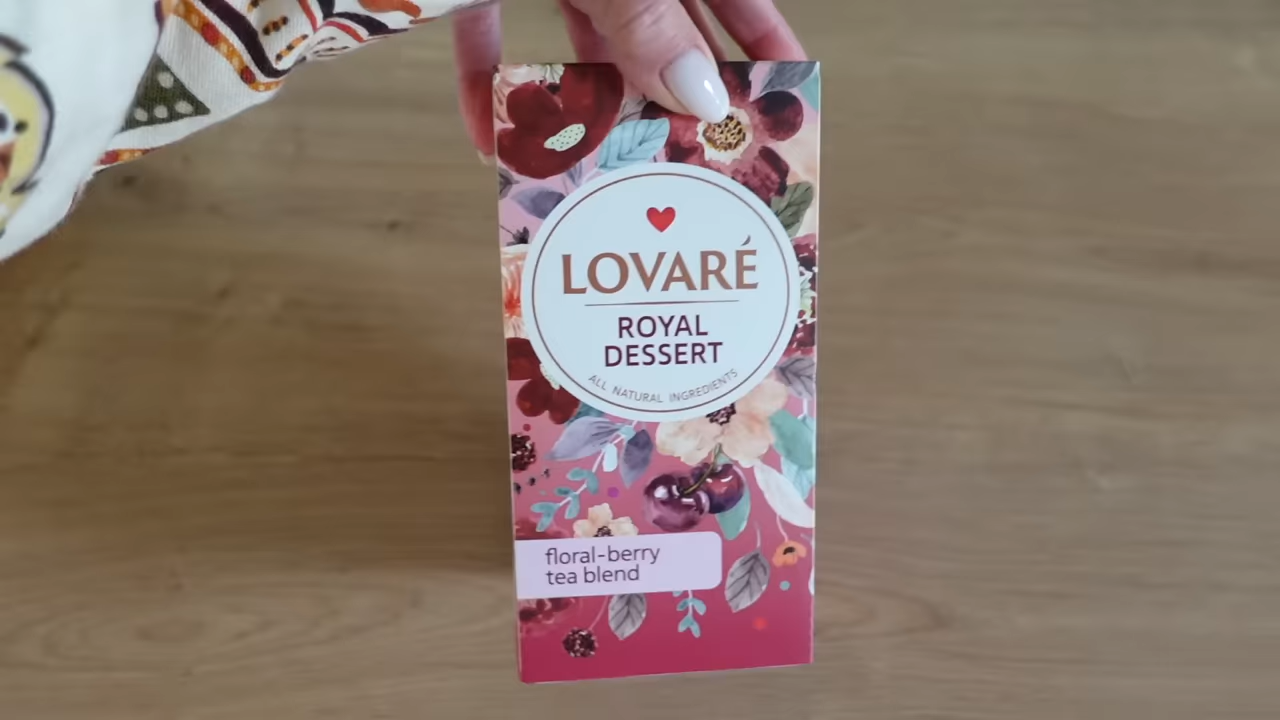 LOVARÉ
ROYAL
DESSERT
ALL NATURAL INGREDIENTS
floral-berry
tea blend